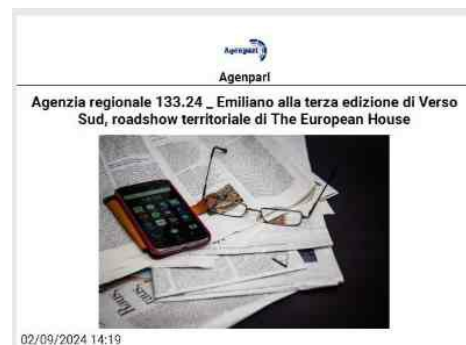 Agenparl
Agenparl
Agenzia regionale 133.24 _ Emiliano alla terza edizione di Verso
Sud, roadshow territoriale di The European House
02/09/2024 14:19